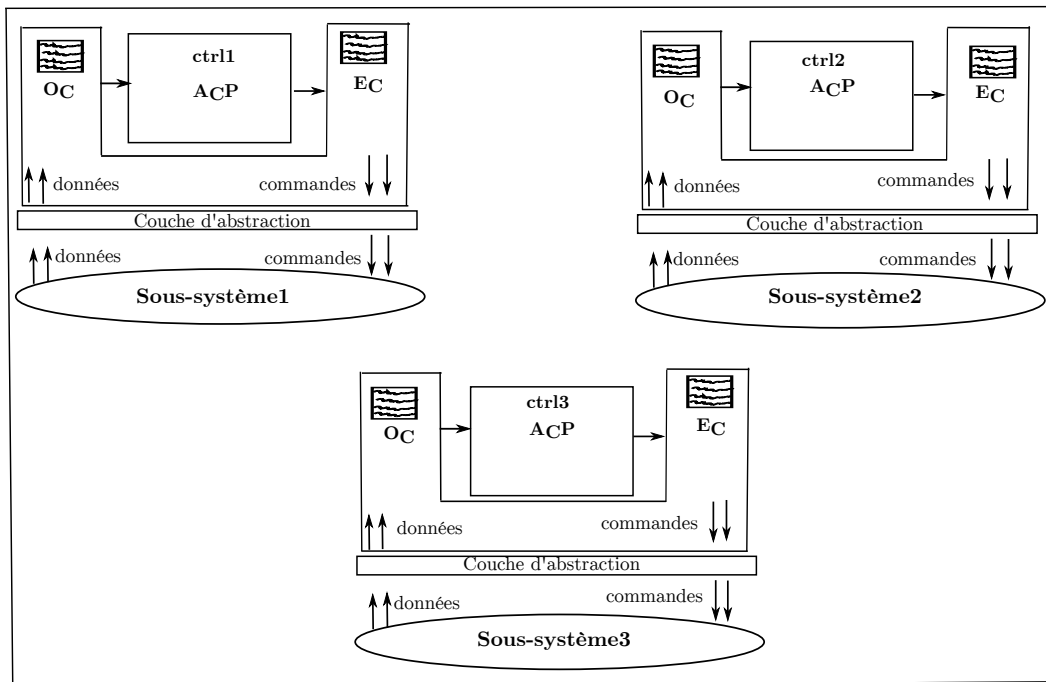 ctrl1
OC
ACP
EC
données
commandes
Couche d'abstraction
données
commandes
Sous-système1
ctrl2
OC
ACP
EC
données
commandes
Couche d'abstraction
données
commandes
Sous-système2
ctrl3
OC
ACP
EC
données
commandes
Couche d'abstraction
données
commandes
Sous-système3